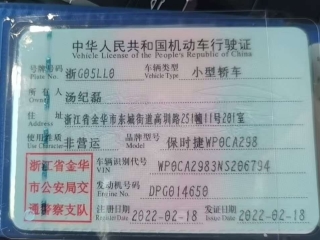 中华人民共和国机动车行驶证
Vehicle License of the People's Republic of China
号牌号码 浙G05LL0 车辆类型 小型轿车
Plate No. Vehicle Type
所有人 汤纪磊
Owner
住址 浙江省金华市东城街道高圳路251幢11号201室
Address
使用性质 非营运 品牌型号 保时捷WP0CA298
Use Character Model
浙江省金华
市公安局交
通警察支队
车辆识别代号 WP0CA2983NS206794
VIN
发动机号码 DPG014650
Engine No.
注册日期 2022-02-18 发证日期 2022-02-18
Register Date Issue Date